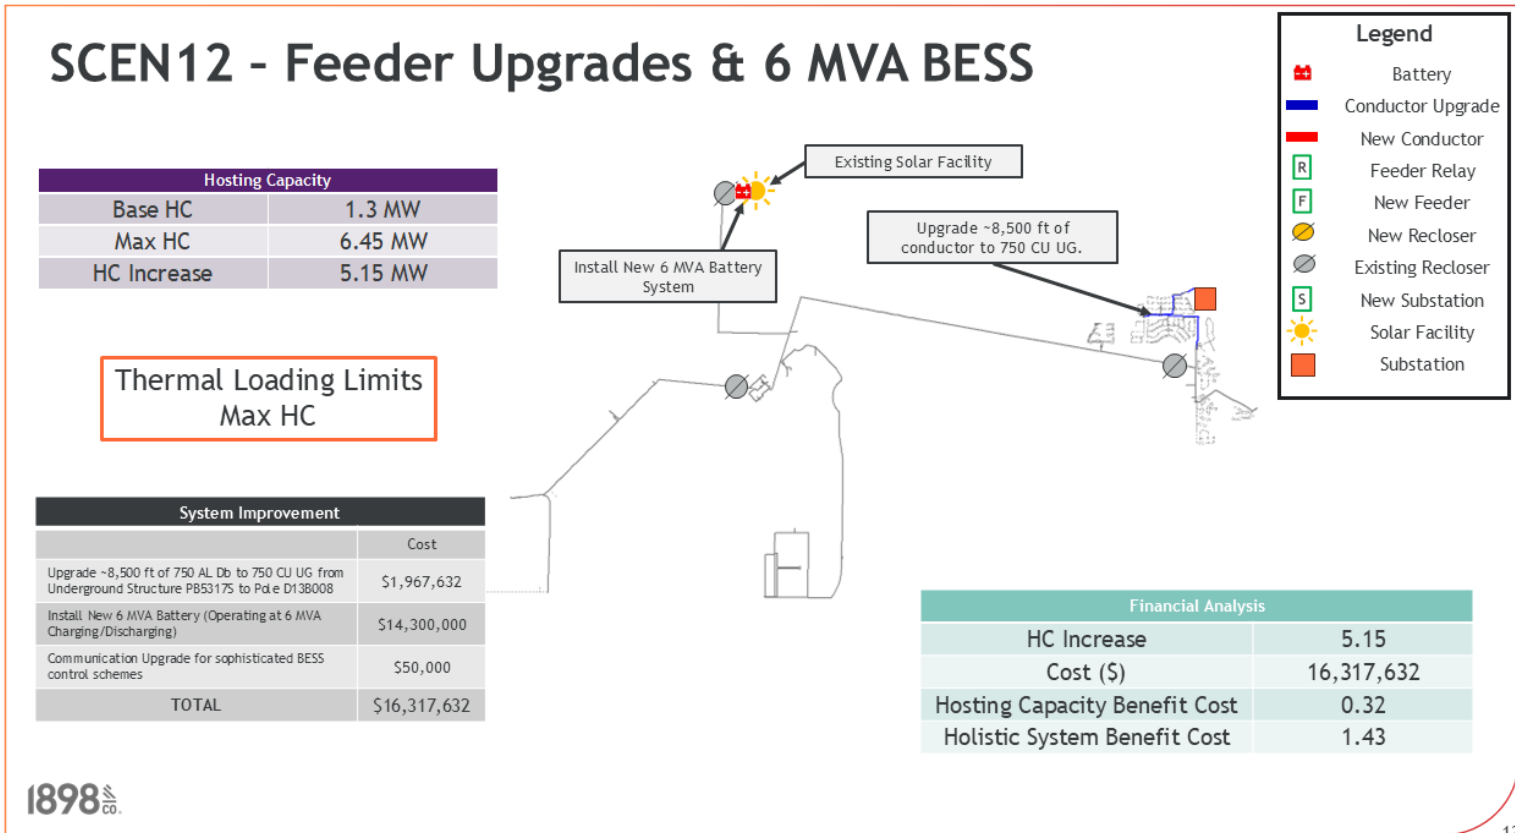 SCEN12 - Feeder Upgrades & 6 MVA BESS
Legend
Battery
Conductor Upgrade
New Conductor
R Feeder Relay
F New Feeder
New Recloser
Existing Recloser
S New Substation
Solar Facility
Substation
Hosting Capacity
Base HC 1.3 MW
Max HC 6.45 MW
HC Increase 5.15 MW
Existing Solar Facility
Upgrade ~8,500 ft of
conductor to 750 CU UG.
Install New 6 MVA Battery
System
Thermal Loading Limits
Max HC
System Improvement
Cost
Upgrade ~8,500 ft of 750 AL Db to 750 CU UG from
Underground Structure PB5317S to Pole D13B008
$1,967,632
Install New 6 MVA Battery (Operating at 6 MVA
Charging/Discharging)
$14,300,000
Communication Upgrade for sophisticated BESS
control schemes
$50,000
TOTAL $16,317,632
Financial Analysis
HC Increase 5.15
Cost ($) 16,317,632
Hosting Capacity Benefit Cost 0.32
Holistic System Benefit Cost 1.43
1898 & CO.